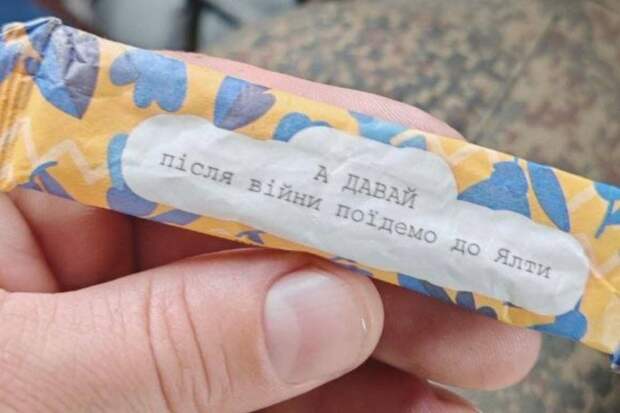 А ДАВАЙ
після війни поїдемо до Ялти